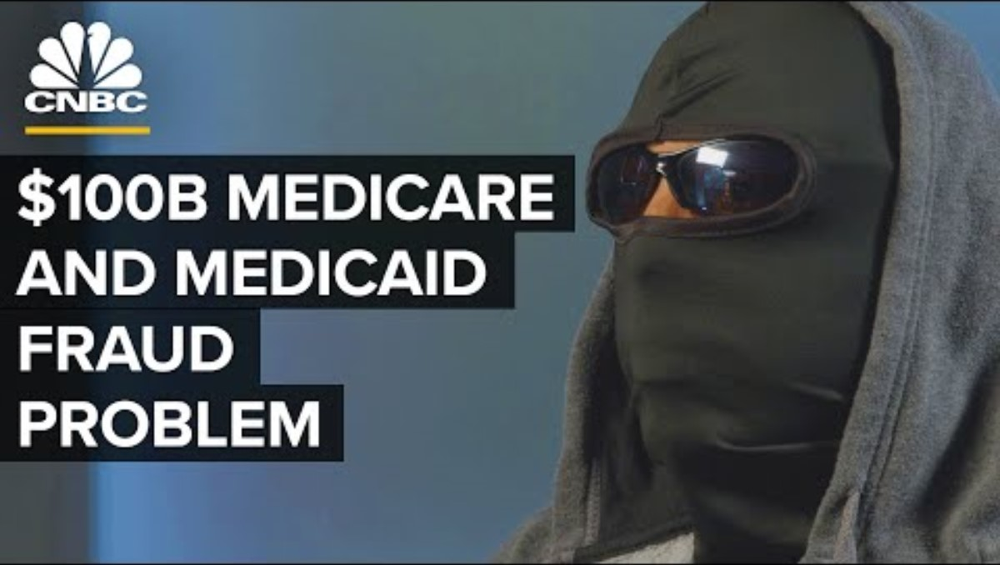 CNBC
$100B MEDICARE
AND MEDICAID
FRAUD
PROBLEM